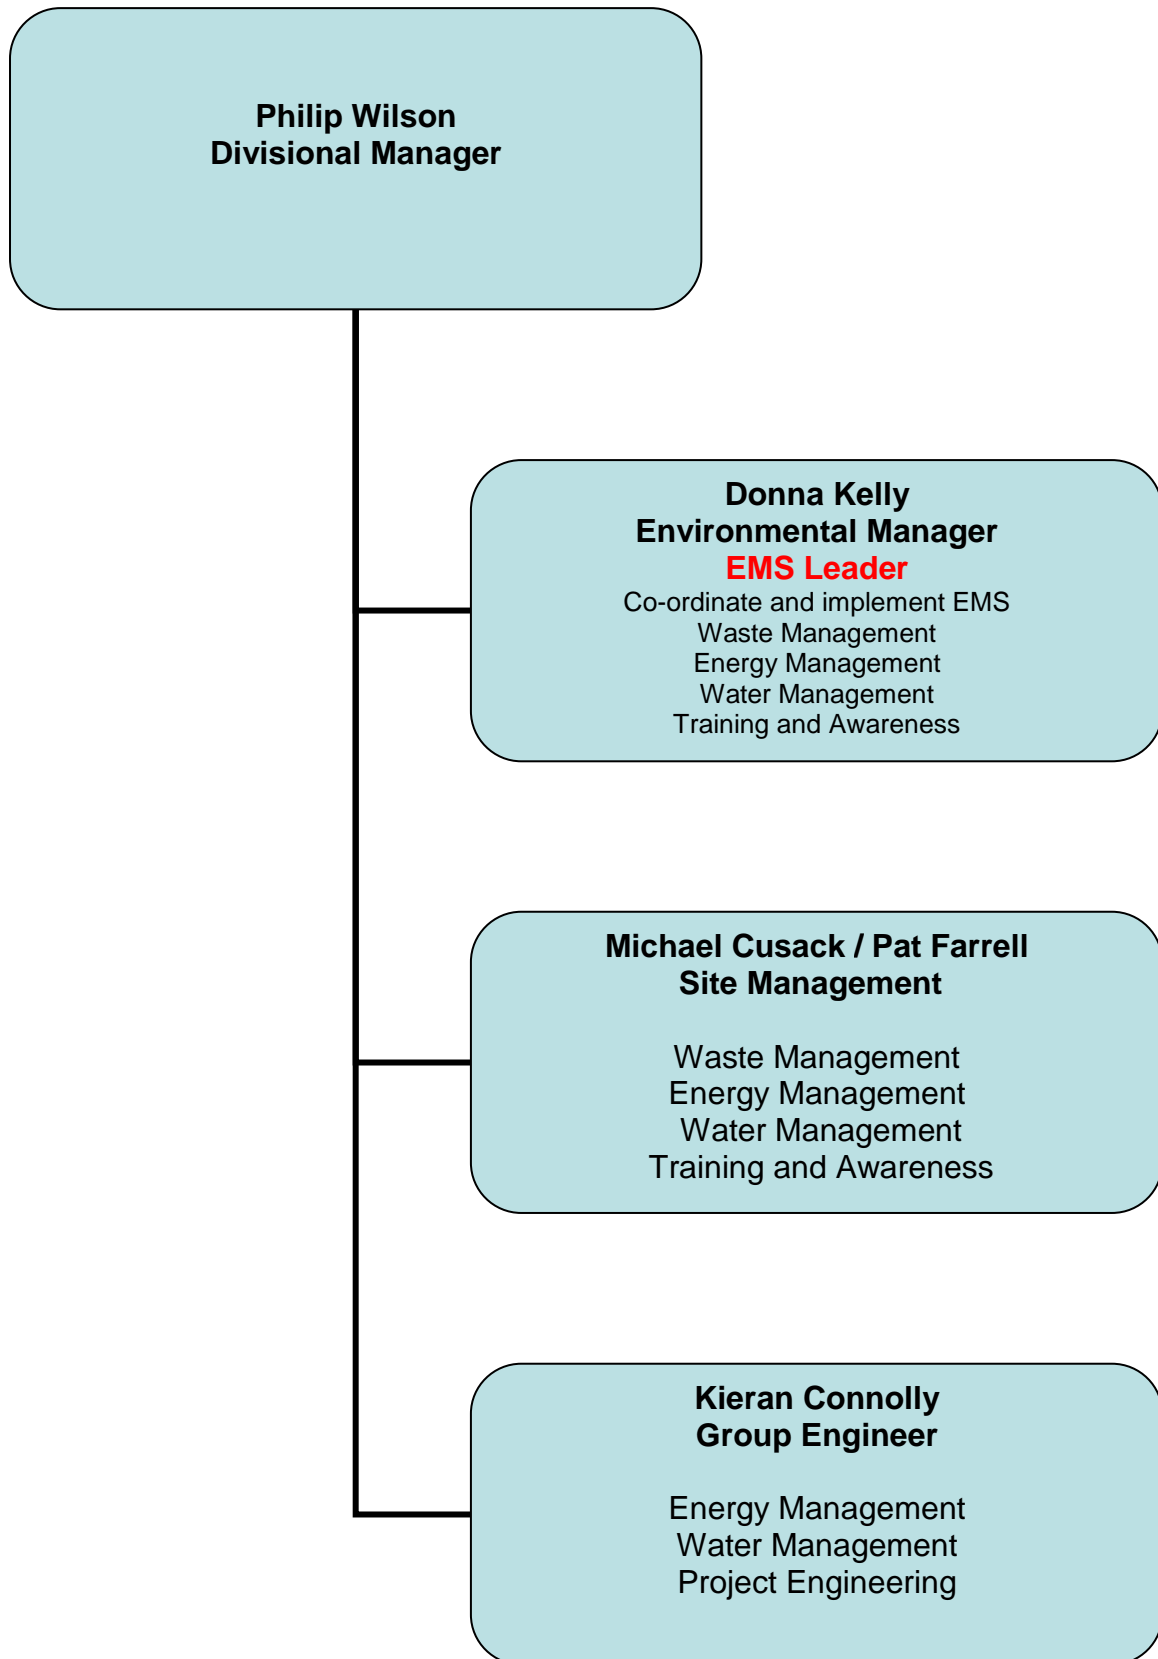 Philip Wilson
Divisional Manager
Donna Kelly
Environmental Manager
EMS Leader
Co-ordinate and implement EMS
Waste Management
Energy Management
Water Management
Training and Awareness
Michael Cusack / Pat Farrell
Site Management
Waste Management
Energy Management
Water Management
Training and Awareness
Kieran Connolly
Group Engineer
Energy Management
Water Management
Project Engineering